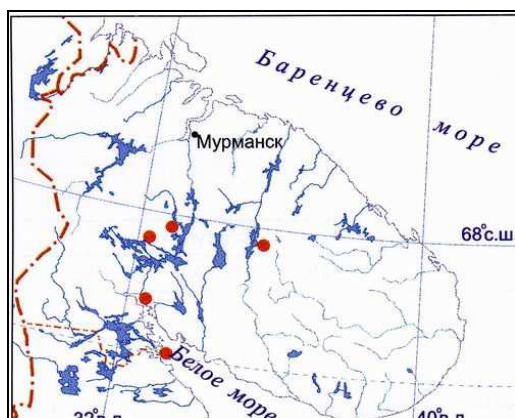 Баренцево
море
Мурманск
68°с.ш.
Белое море
32°в.д.
40°в.д.